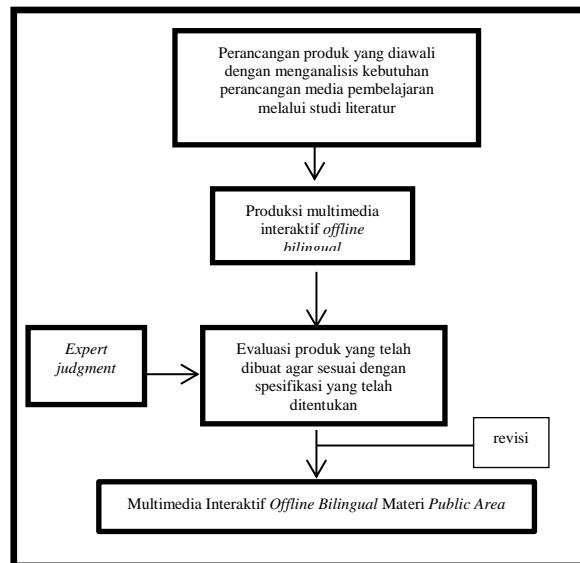 Perancangan produk yang diawali
dengan menganalisis kebutuhan
perancangan media pembelajaran
melalui studi literatur
Produksi multimedia
interaktif offline
bilingual
Expert
judgment
Evaluasi produk yang telah
dibuat agar sesuai dengan
spesifikasi yang telah
ditentukan
revisi
Multimedia Interaktif Offline Bilingual Materi Public Area